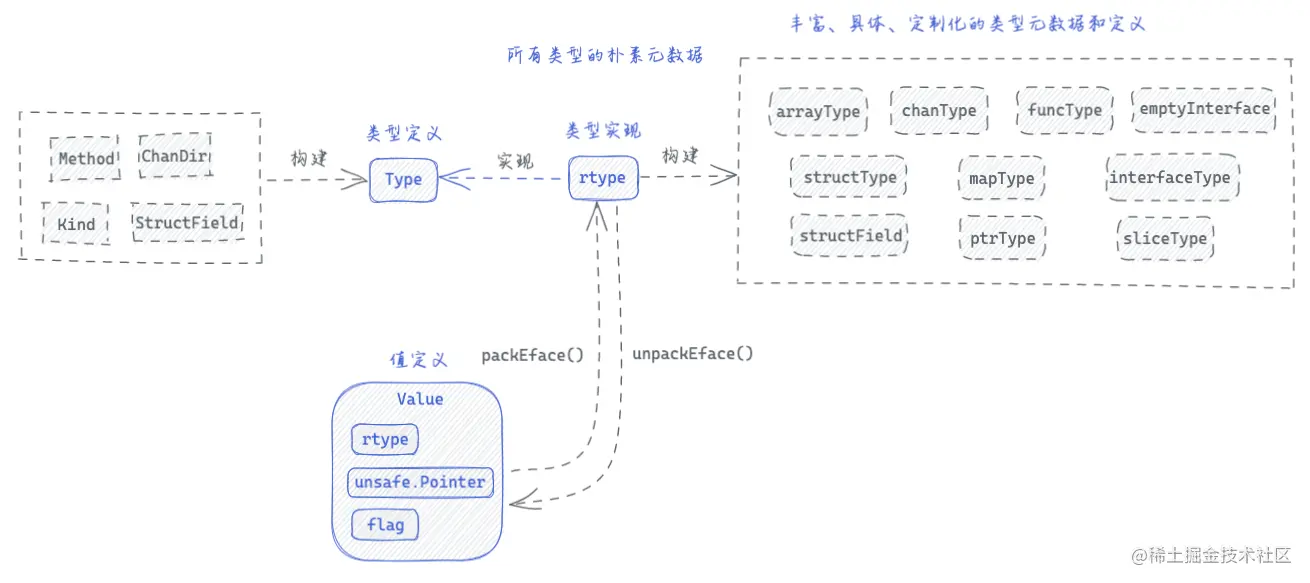 丰富、具体、定制化的类型元数据和定义
所有类型的朴素元数据
Method
ChanDir
Kind
StructField
构建
类型定义
Type
实现
类型实现
rtype
构建
arrayType
chanType
funcType
emptyInterface
structType
mapType
interfaceType
structField
ptrType
sliceType
packEface()
unpackEface()
值定义
Value
rtype
unsafe.Pointer
flag
@稀土掘金技术社区